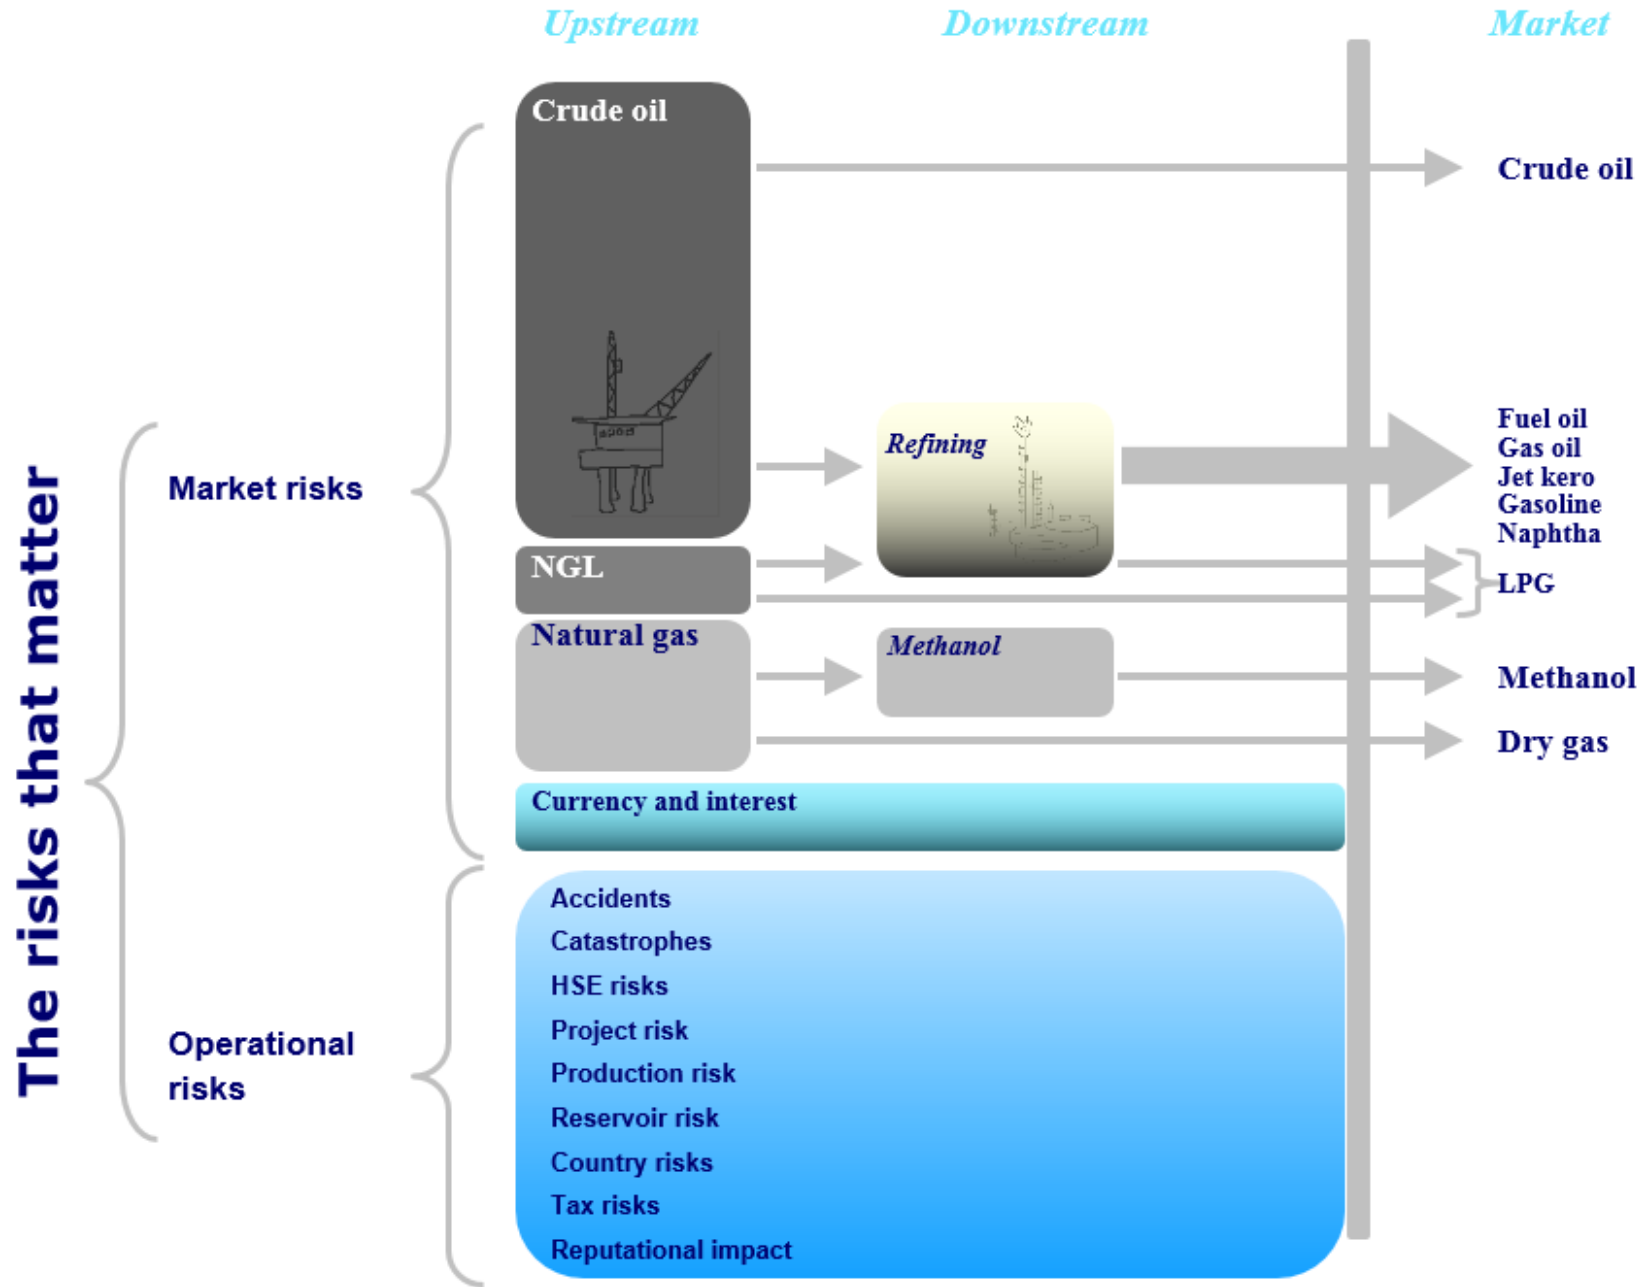 Upstream
Downstream
Market
The risks that matter
Market risks
Crude oil
Crude oil
Refining
Fuel oil
Gas oil
Jet kero
Gasoline
Naphtha
NGL
LPG
Natural gas
Methanol
Methanol
Dry gas
Currency and interest
Operational
risks
Accidents
Catastrophes
HSE risks
Project risk
Production risk
Reservoir risk
Country risks
Tax risks
Reputational impact